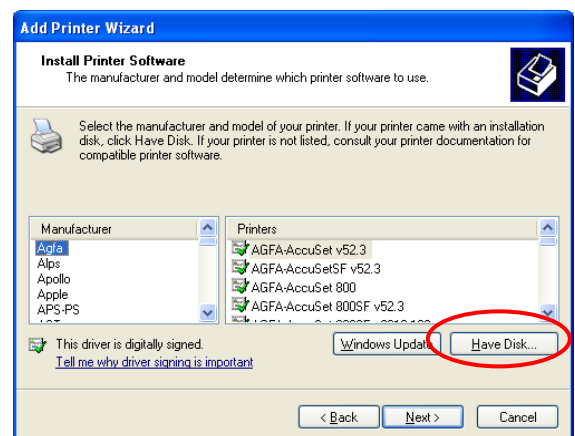 Add Printer Wizard
Install Printer Software
The manufacturer and model determine which printer software to use.
Select the manufacturer and model of your printer. If your printer came with an installation
disk, click Have Disk. If your printer is not listed, consult your printer documentation for
compatible printer software.
Manufacturer
Agfa
Alps
Apollo
Apple
APS-PS
Printers
AGFA-AccuSet v52.3
AGFA-AccuSetSF v52.3
AGFA-AccuSet 800
AGFA-AccuSet 800SF v52.3
This driver is digitally signed.
Tell me why driver signing is important
Windows Update
Have Disk...
< Back
Next >
Cancel